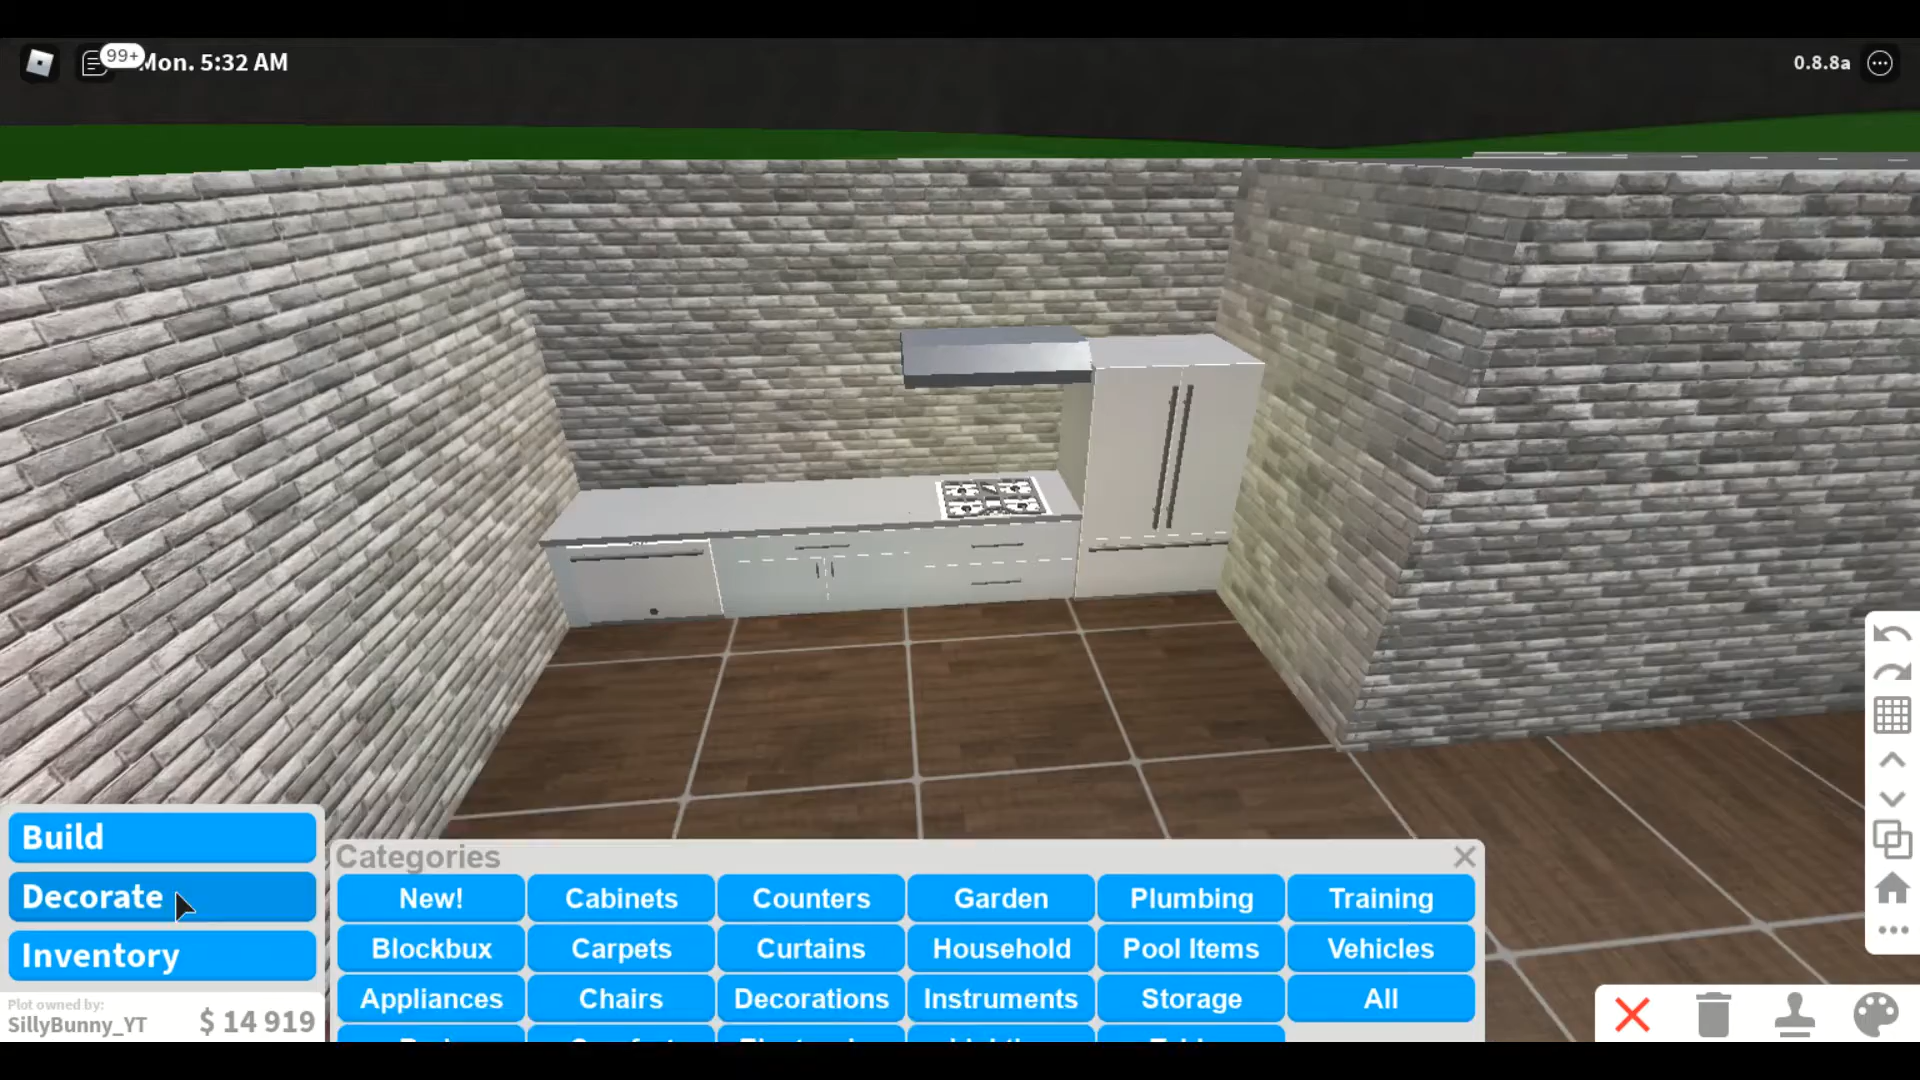 99+
Mon. 5:32 AM
0.8.8a
Build
Decorate
Inventory
Plot owned by:
SillyBunny_YT
$ 14 919
Categories
New!
Cabinets
Counters
Garden
Plumbing
Training
Blockbux
Carpets
Curtains
Household
Pool Items
Vehicles
Appliances
Chairs
Decorations
Instruments
Storage
All